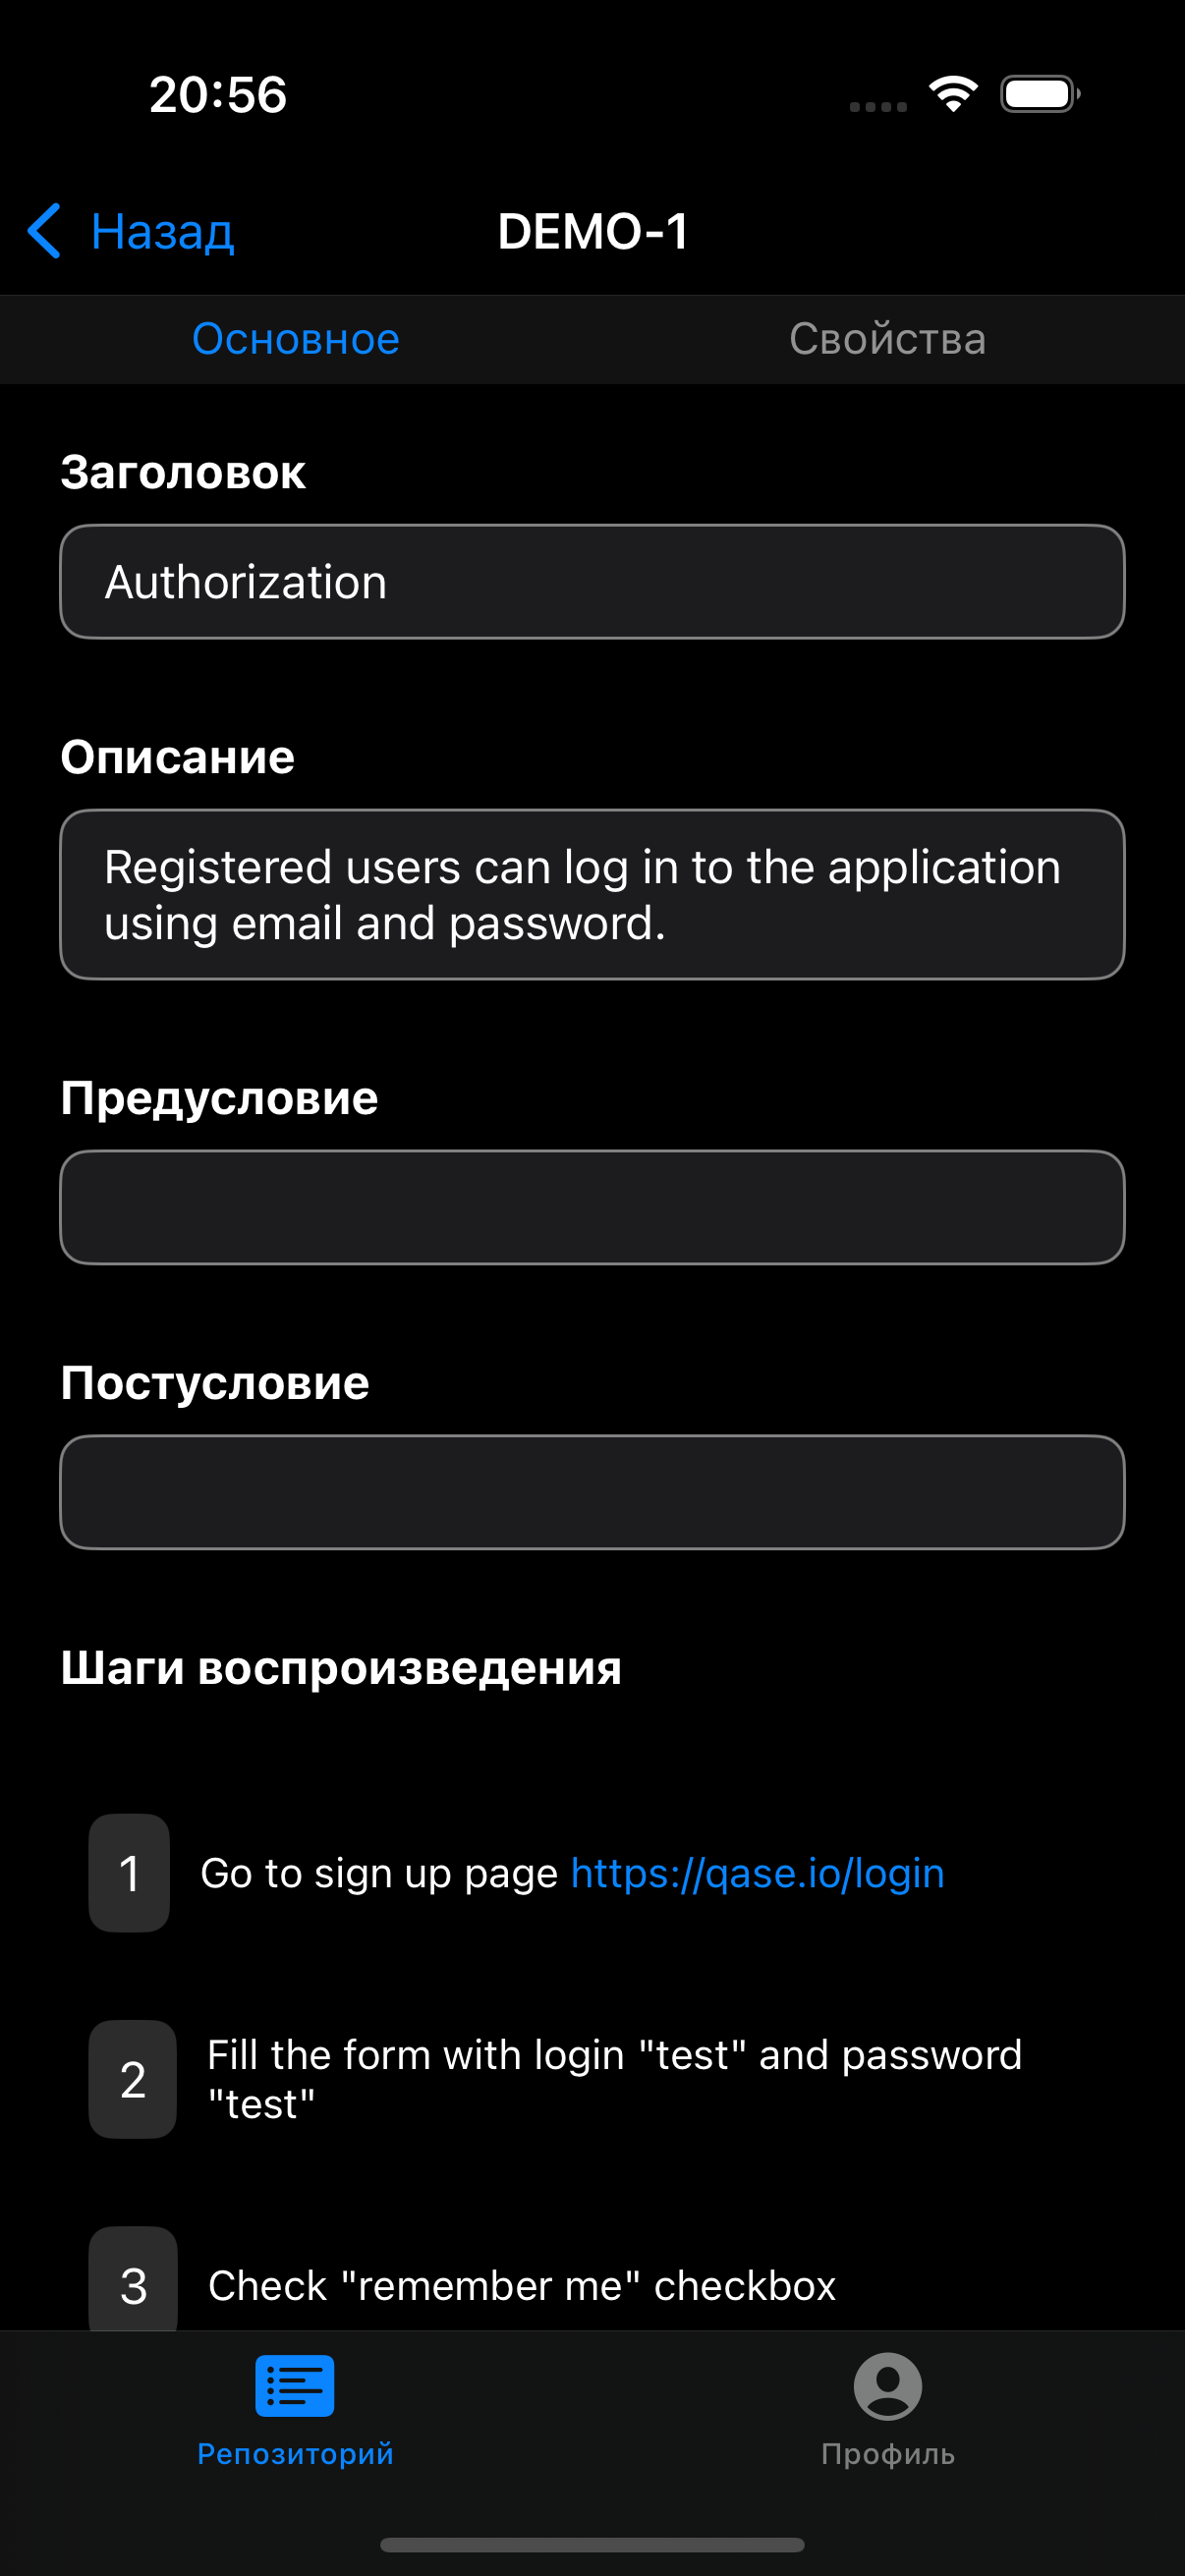 20:56
Назад
DEMO-1
Основное
Свойства
Заголовок
Authorization
Описание
Registered users can log in to the application
using email and password.
Предусловие
Постусловие
Шаги воспроизведения
1
Go to sign up page https://qase.io/login
2
Fill the form with login "test" and password
"test"
3
Check "remember me" checkbox
Репозиторий
Профиль